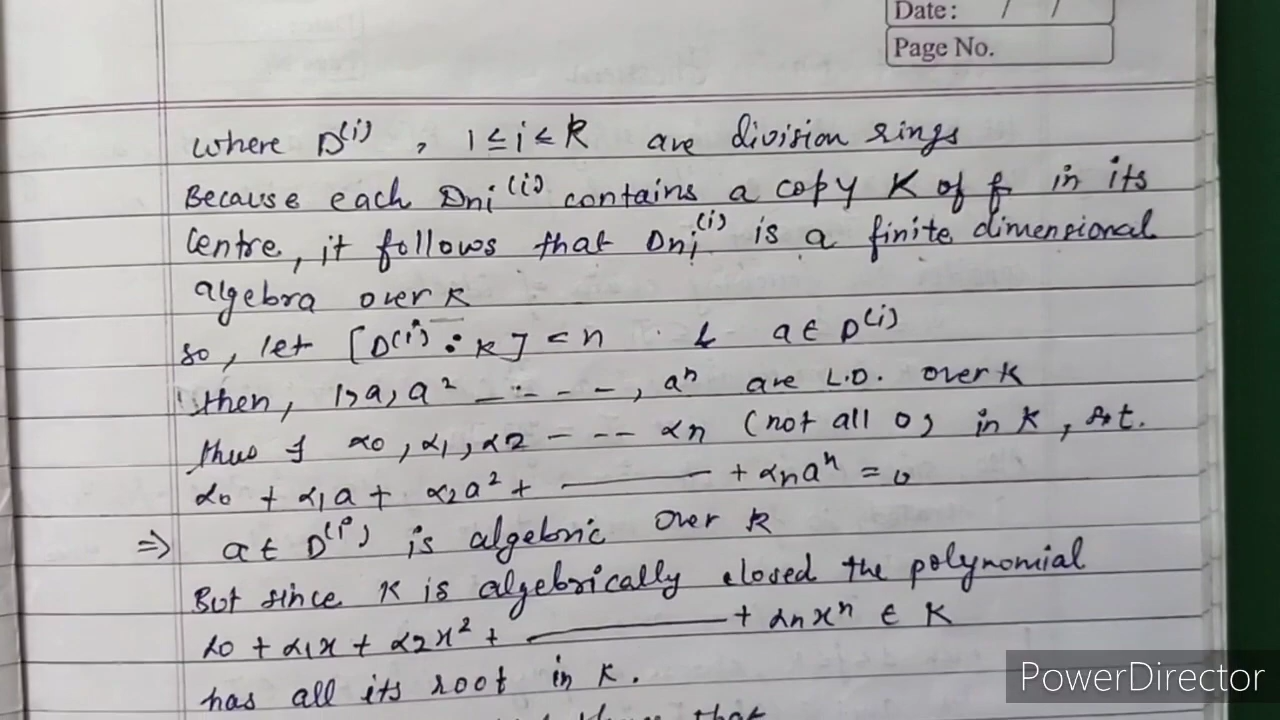 Date: / /
Page No.
where D^(i), 1≤i≤k are division rings
Because each Dni^(i) contains a copy K of f in its
Centre, it follows that Dni^(i) is a finite dimensional
algebra over K
so, let [D^(i) : K] = n & a ∈ D^(i)
then, 1, a, a² - - - - -, aⁿ are L.D. over K
thus ∃ α0, α1, α2 - - - αn (not all 0) in K, s.t.
α0 + α1a + α2a² + ——— + αnaⁿ = 0
⇒ a ∈ D^(i) is algebric over K
But since K is algebrically closed the polynomial
α0 + α1x + α2x² + ——— + αnxⁿ ∈ K
has all its root in K.
that
PowerDirector